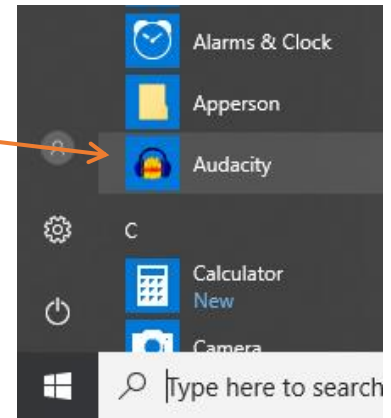 Alarms & Clock
Apperson
Audacity
C
Calculator
New
Camera
Type here to search